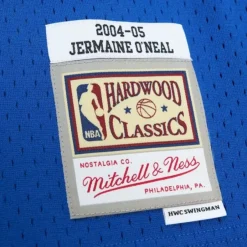 2004-05
JERMAINE O'NEAL
HARDWOOD
NBA
CLASSICS
NOSTALGIA CO.
Mitchell & Ness
PHILADELPHIA, PA.
HWC SWINGMAN